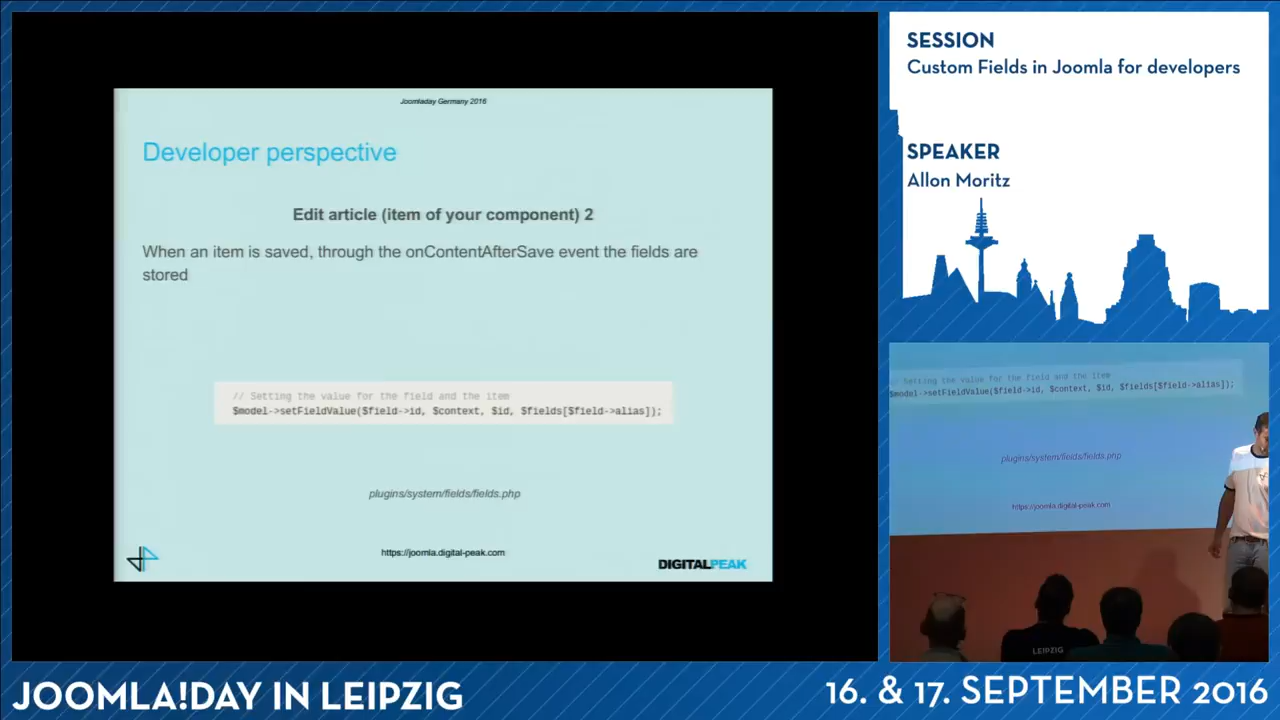 Joomladay Germany 2016
Developer perspective
Edit article (item of your component) 2
When an item is saved, through the onContentAfterSave event the fields are
stored
// Setting the value for the field and the item
$model->setFieldValue($field->id, $context, $id, $fields[$field->alias]);
plugins/system/fields/fields.php
https://joomla.digital-peak.com
DIGITALPEAK
SESSION
Custom Fields in Joomla for developers
SPEAKER
Allon Moritz
// Setting the value for the field and the item
$model->setFieldValue($field->id, $context, $id, $fields[$field->alias]);
plugins/system/fields/fields.php
https://joomla.digital-peak.com
LEIPZIG
JOOMLA!DAY IN LEIPZIG
16. & 17. SEPTEMBER 2016